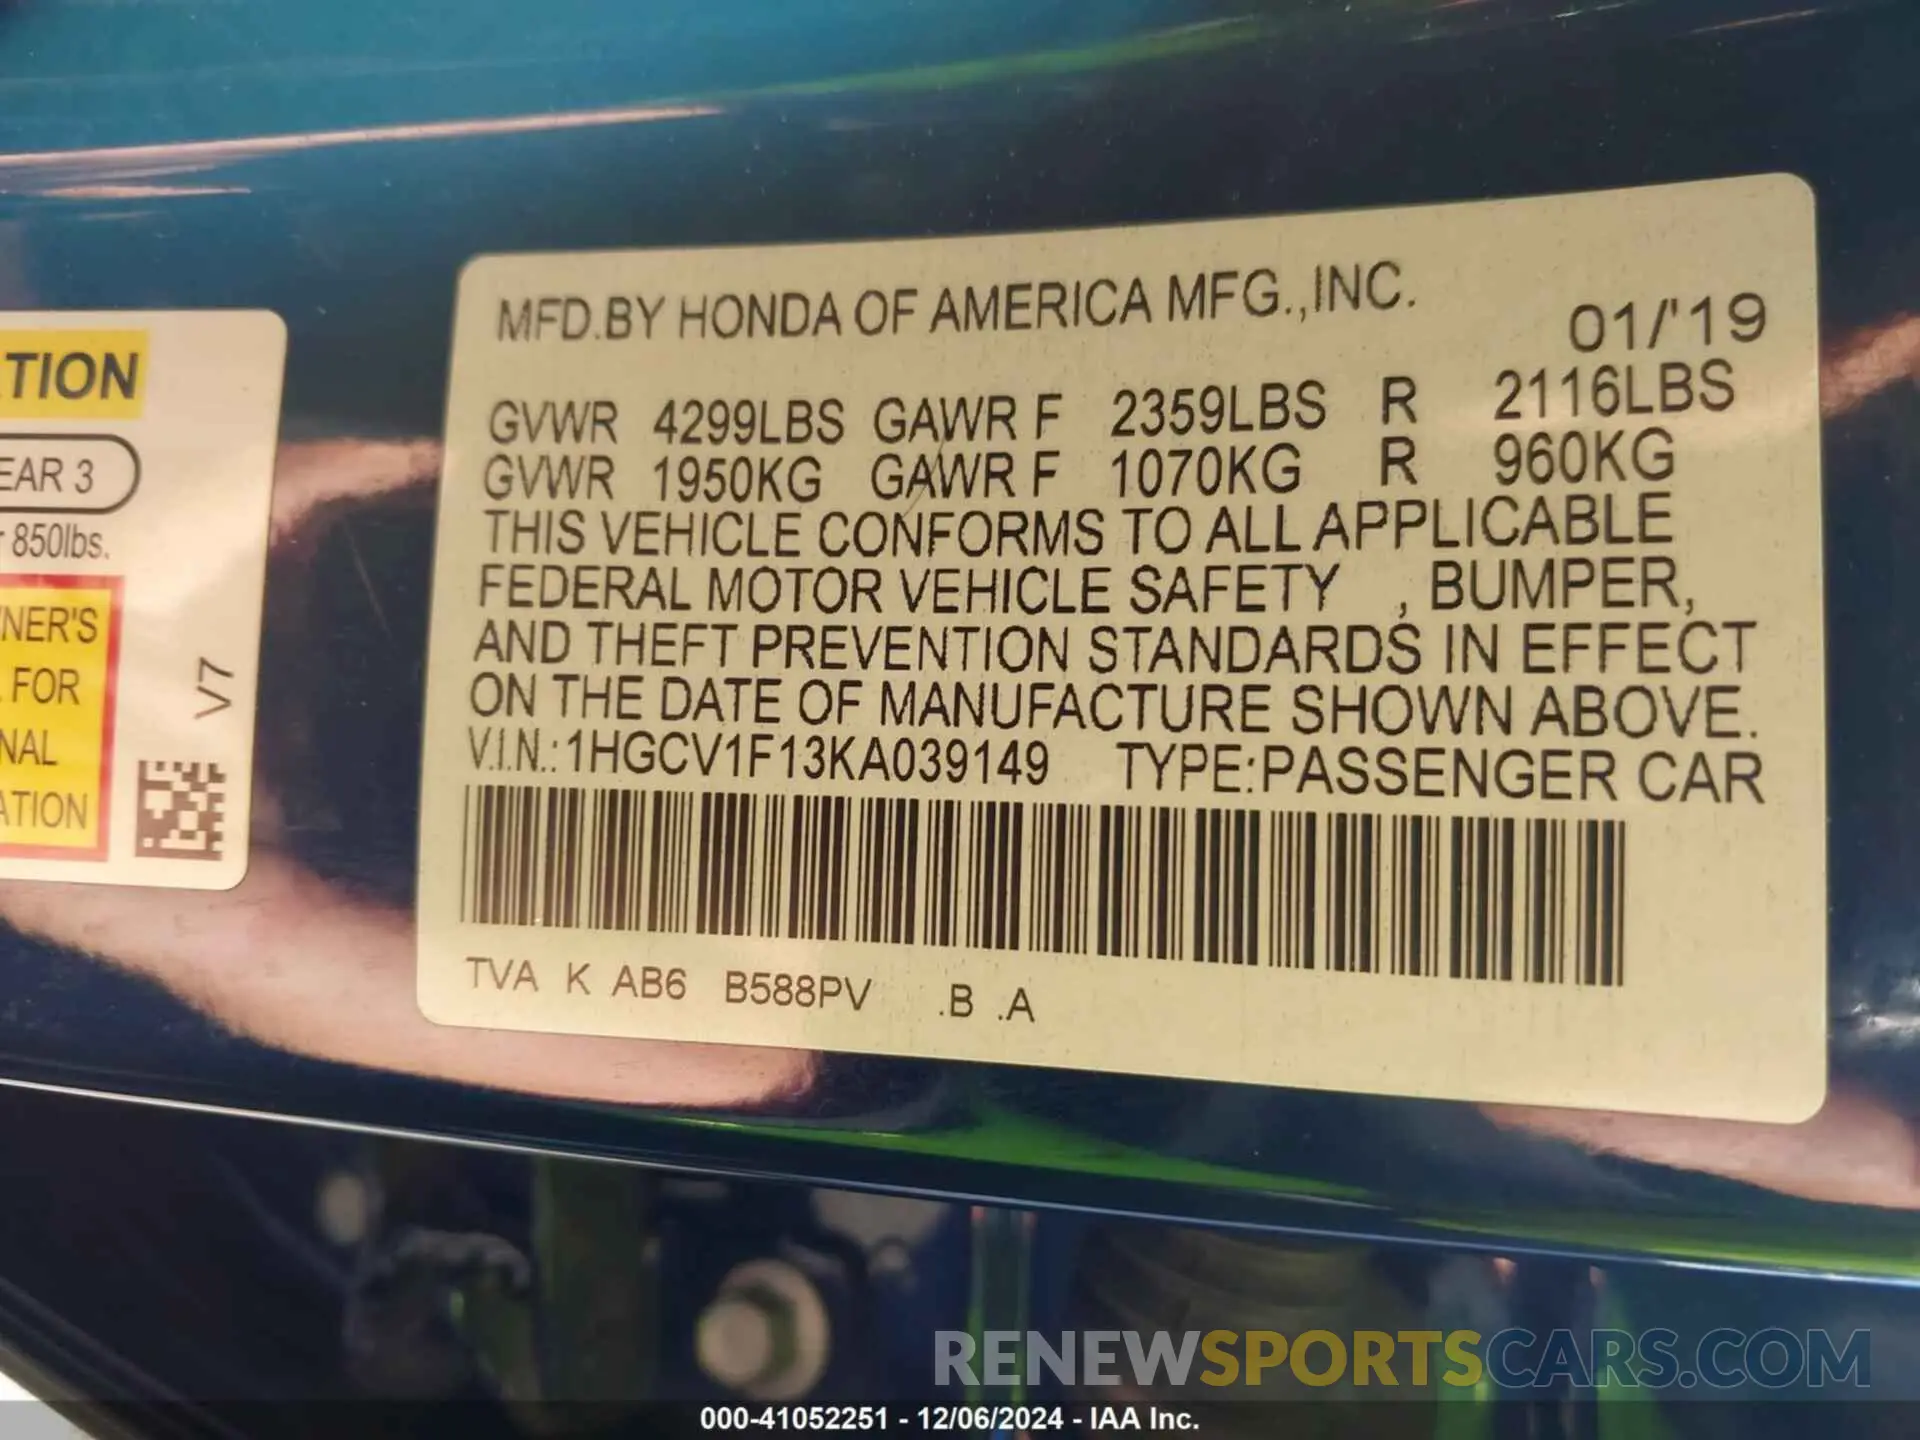 TION
EAR 3
850lbs.
NER'S
FOR
NAL
ATION
V7
MFD.BY HONDA OF AMERICA MFG.,INC.
01/'19
GVWR 4299LBS GAWR F 2359LBS R 2116LBS
GVWR 1950KG GAWR F 1070KG R 960KG
THIS VEHICLE CONFORMS TO ALL APPLICABLE
FEDERAL MOTOR VEHICLE SAFETY , BUMPER,
AND THEFT PREVENTION STANDARDS IN EFFECT
ON THE DATE OF MANUFACTURE SHOWN ABOVE.
V.I.N.: 1HGCV1F13KA039149 TYPE:PASSENGER CAR
TVA K AB6 B588PV .B .A
RENEWSPORTSCARS.COM
000-41052251 - 12/06/2024 - IAA Inc.